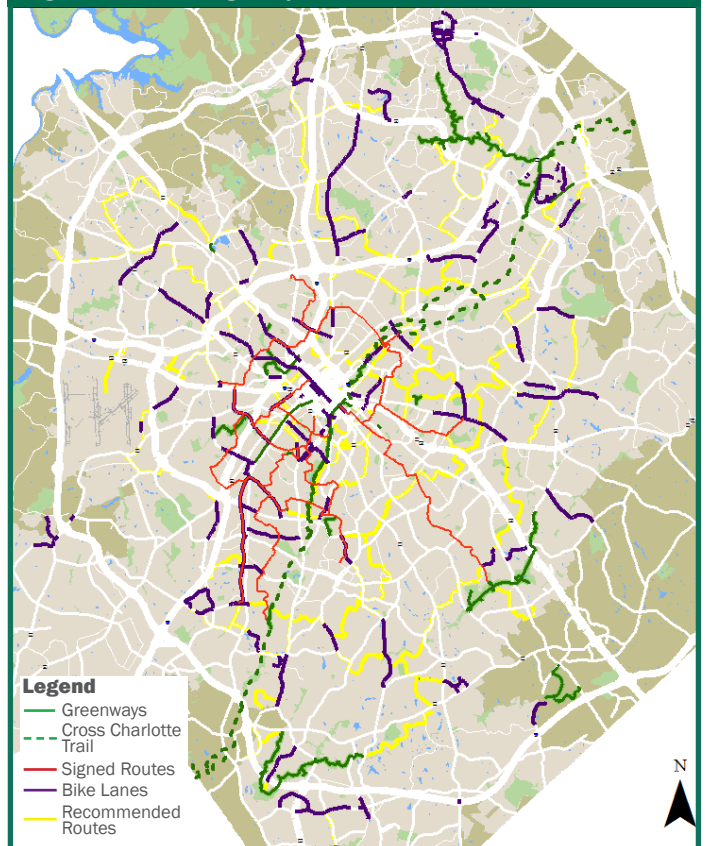 Legend
Greenways
Cross Charlotte
Trail
Signed Routes
Bike Lanes
Recommended
Routes
N